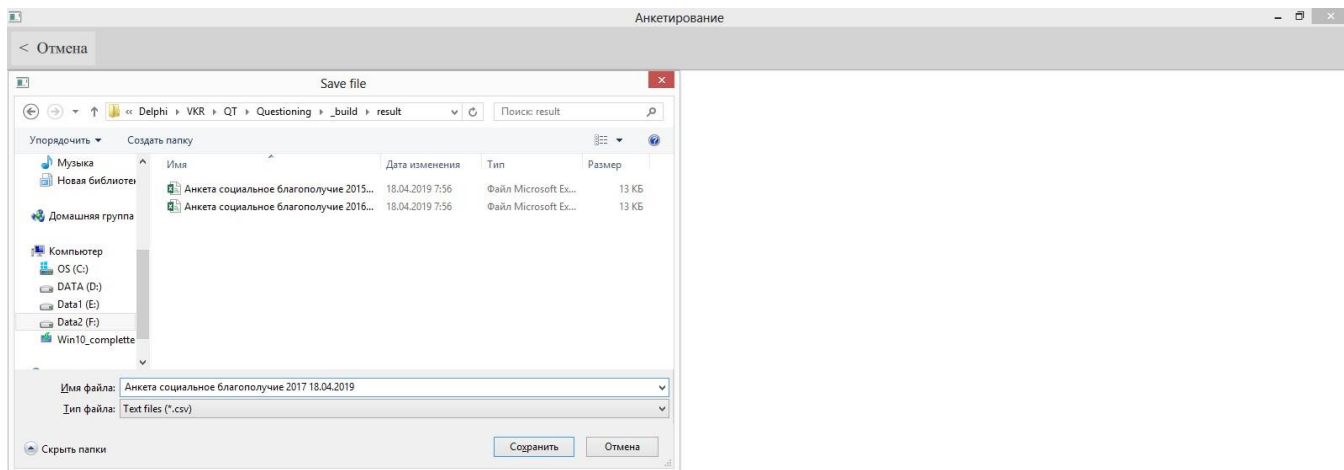 Анкетирование
< Отмена
Save file
« Delphi VKR QT Questioning _build result
Поиск: result
Упорядочить Создать папку
Имя Дата изменения Тип Размер
Музыка
Новая библиотек
Домашняя группа
Компьютер
OS (C:)
DATA (D:)
Data1 (E:)
Data2 (F:)
Win10_complette
Анкета социальное благополучие 2015... 18.04.2019 7:56 Файл Microsoft Ex... 13 КБ
Анкета социальное благополучие 2016... 18.04.2019 7:56 Файл Microsoft Ex... 13 КБ
Имя файла: Анкета социальное благополучие 2017 18.04.2019
Тип файла: Text files (*.csv)
Скрыть папки Сохранить Отмена